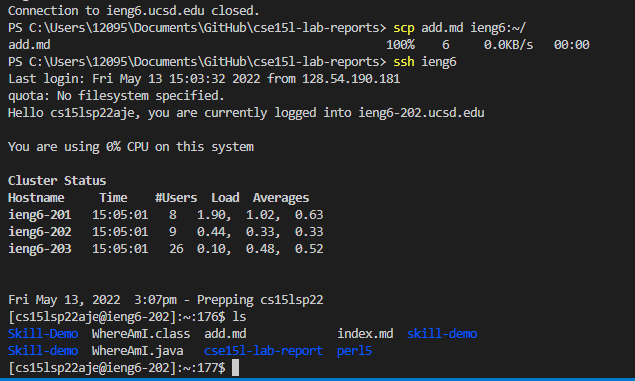 Connection to ieng6.ucsd.edu closed.
PS C:\Users\12095\Documents\GitHub\cse15l-lab-reports> scp add.md ieng6:~/
add.md 100% 6 0.0KB/s 00:00
PS C:\Users\12095\Documents\GitHub\cse15l-lab-reports> ssh ieng6
Last login: Fri May 13 15:03:32 2022 from 128.54.190.181
quota: No filesystem specified.
Hello cs15lsp22aje, you are currently logged into ieng6-202.ucsd.edu
You are using 0% CPU on this system
Cluster Status
Hostname Time #Users Load Averages
ieng6-201 15:05:01 8 1.90, 1.02, 0.63
ieng6-202 15:05:01 9 0.44, 0.33, 0.33
ieng6-203 15:05:01 26 0.10, 0.48, 0.52
Fri May 13, 2022 3:07pm - Prepping cs15lsp22
[cs15lsp22aje@ieng6-202]:~:176$ ls
Skill-Demo WhereAmI.class add.md index.md skill-demo
Skill-demo WhereAmI.java cse15l-lab-report perl5
[cs15lsp22aje@ieng6-202]:~:177$